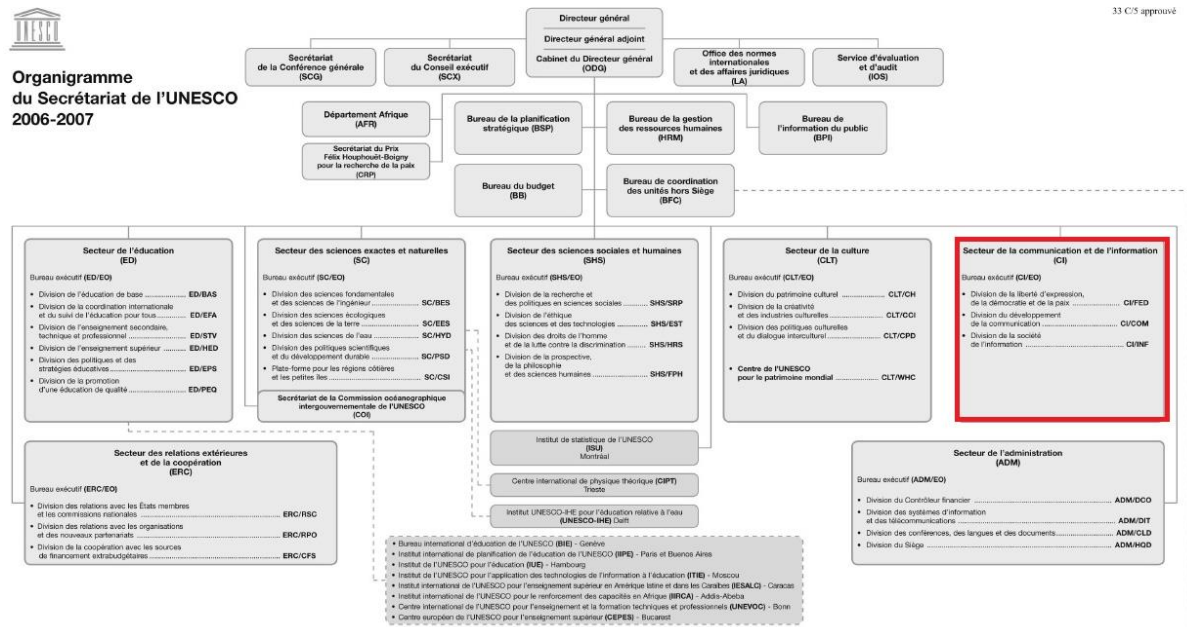 33 C/5 approuvé
UNESCO
Organigramme
du Secrétariat de l'UNESCO
2006-2007
Directeur général
Directeur général adjoint
Cabinet du Directeur général
(ODG)
Secrétariat
de la Conférence générale
(SCG)
Secrétariat
du Conseil exécutif
(SCX)
Office des normes
internationales
et des affaires juridiques
(LA)
Service d'évaluation
et d'audit
(IOS)
Département Afrique
(AFR)
Bureau de la planification
stratégique (BSP)
Bureau de la gestion
des ressources humaines
(HRM)
Bureau de
l'information du public
(BPI)
Secrétariat du Prix
Félix Houphouët-Boigny
pour la recherche de la paix
(CRP)
Bureau du budget
(BB)
Bureau de coordination
des unités hors Siège
(BFC)
Secteur de l'éducation
(ED)
Bureau exécutif (ED/EO)
• Division de l'éducation de base ED/BAS
• Division de la coordination internationale
et du suivi de l'éducation pour tous ED/EFA
• Division de l'enseignement secondaire,
technique et professionnel ED/STV
• Division de l'enseignement supérieur ED/HED
• Division des politiques et des
stratégies éducatives ED/EPS
• Division de la promotion
d'une éducation de qualité ED/PEQ
Secteur des sciences exactes et naturelles
(SC)
Bureau exécutif (SC/EO)
• Division des sciences fondamentales
et des sciences de l'ingénieur SC/BES
• Division des sciences écologiques
et des sciences de la terre SC/EES
• Division des sciences de l'eau SC/HYD
• Division des politiques scientifiques
et du développement durable SC/PSD
• Plate-forme pour les régions côtières
et les petites îles SC/CSI
Secrétariat de la Commission océanographique
intergouvernementale de l'UNESCO
(COI)
Secteur des sciences sociales et humaines
(SHS)
Bureau exécutif (SHS/EO)
• Division de la recherche et
des politiques en sciences sociales SHS/SRP
• Division de l'éthique
des sciences et des technologies SHS/EST
• Division des droits de l'homme
et de la lutte contre la discrimination SHS/HRS
• Division de la prospective,
de la philosophie
et des sciences humaines SHS/FPH
Secteur de la culture
(CLT)
Bureau exécutif (CLT/EO)
• Division du patrimoine culturel CLT/CH
• Division de la créativité
et des industries culturelles CLT/CCI
• Division des politiques culturelles
et du dialogue interculturel CLT/CPD
• Centre de l'UNESCO
pour le patrimoine mondial CLT/WHC
Secteur de la communication et de l'information
(CI)
Bureau exécutif (CI/EO)
• Division de la liberté d'expression,
de la démocratie et de la paix CI/FED
• Division du développement
de la communication CI/COM
• Division de la société
de l'information CI/INF
Secteur des relations extérieures
et de la coopération
(ERC)
Bureau exécutif (ERC/EO)
• Division des relations avec les États membres
et les commissions nationales ERC/RSC
• Division des relations avec les organisations
et des nouveaux partenariats ERC/RPO
• Division de la coopération avec les sources
de financement extrabudgétaires ERC/CFS
Institut de statistique de l'UNESCO
(ISU)
Montréal
Centre international de physique théorique (CIPT)
Trieste
Institut UNESCO-IHE pour l'éducation relative à l'eau
(UNESCO-IHE) Delft
Secteur de l'administration
(ADM)
Bureau exécutif (ADM/EO)
• Division du Contrôleur financier ADM/DCO
• Division des systèmes d'information
et des télécommunications ADM/DIT
• Division des conférences, des langues et des documents ADM/CLD
• Division du Siège ADM/HQD
• Bureau international d'éducation de l'UNESCO (BIE) - Genève
• Institut international de planification de l'éducation de l'UNESCO (IIPE) - Paris et Buenos Aires
• Institut de l'UNESCO pour l'éducation (IUE) - Hambourg
• Institut de l'UNESCO pour l'application des technologies de l'information à l'éducation (ITIE) - Moscou
• Institut international de l'UNESCO pour l'enseignement supérieur en Amérique latine et dans les Caraïbes (IESALC) - Caracas
• Institut international de l'UNESCO pour le renforcement des capacités en Afrique (IIRCA) - Addis-Abeba
• Centre international de l'UNESCO pour l'enseignement et la formation techniques et professionnels (UNEVOC) - Bonn
• Centre européen de l'UNESCO pour l'enseignement supérieur (CEPES) - Bucarest